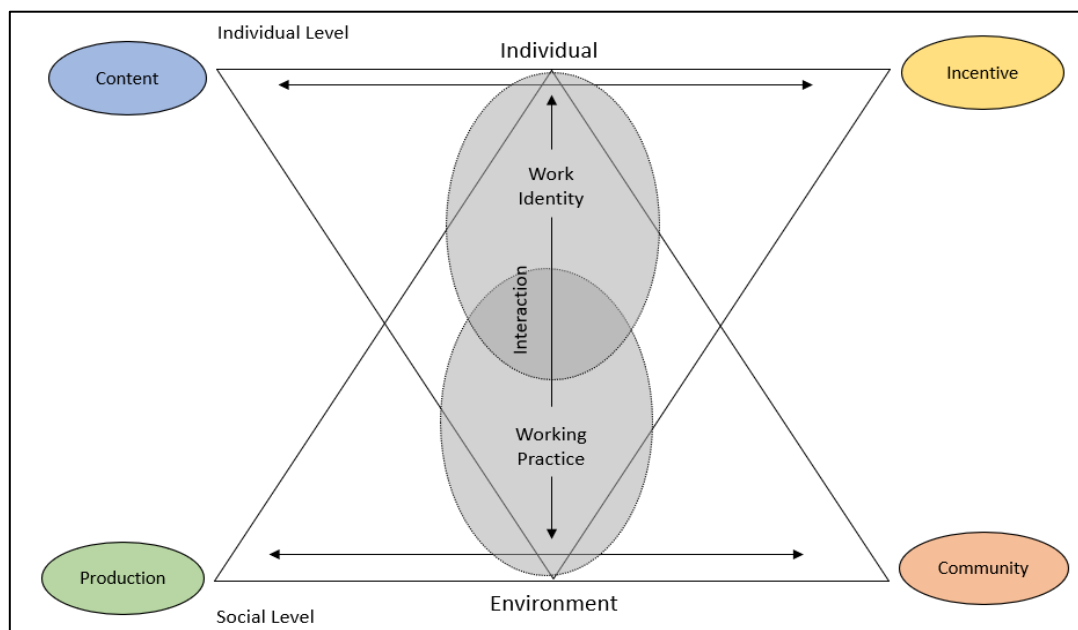 Individual Level
Individual
Content
Incentive
Work
Identity
Interaction
Working
Practice
Production
Community
Environment
Social Level